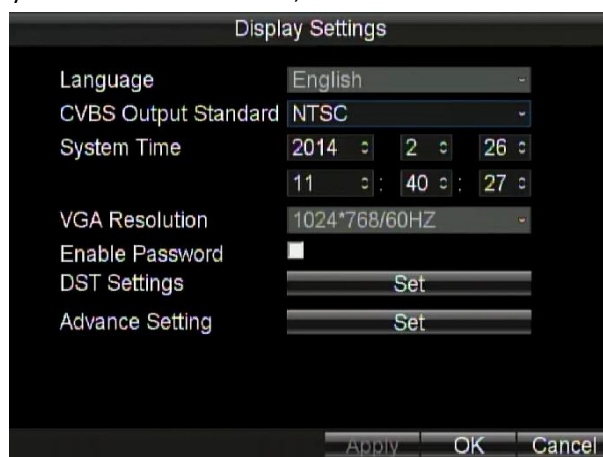 Display Settings
Language English
CVBS Output Standard NTSC
System Time 2014 2 26
11 : 40 : 27
VGA Resolution 1024*768/60HZ
Enable Password
DST Settings Set
Advance Setting Set
Apply OK Cancel